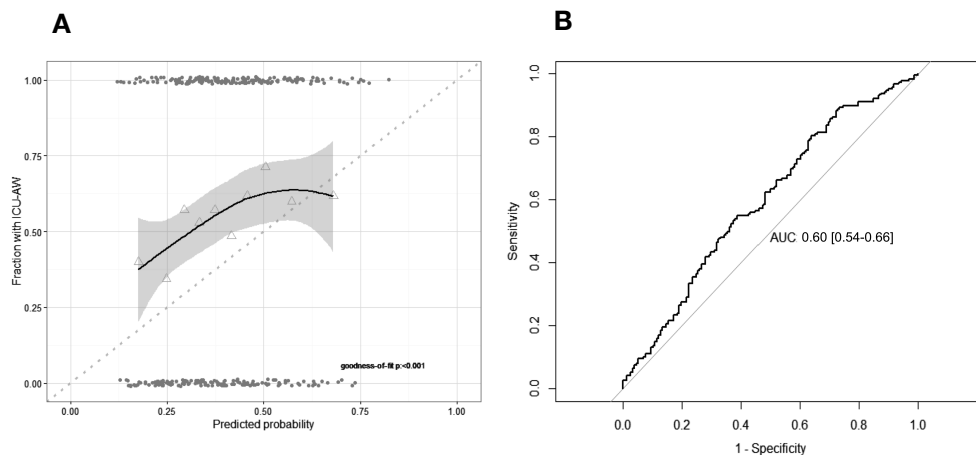 A
Fraction with ICU-AW
1.00
0.75
0.50
0.25
0.00
goodness-of-fit p:<0.001
0.00 0.25 0.50 0.75 1.00
Predicted probability
B
Sensitivity
1.0
0.8
0.6
0.4
0.2
0.0
AUC 0.60 [0.54-0.66]
0.0 0.2 0.4 0.6 0.8 1.0
1 - Specificity